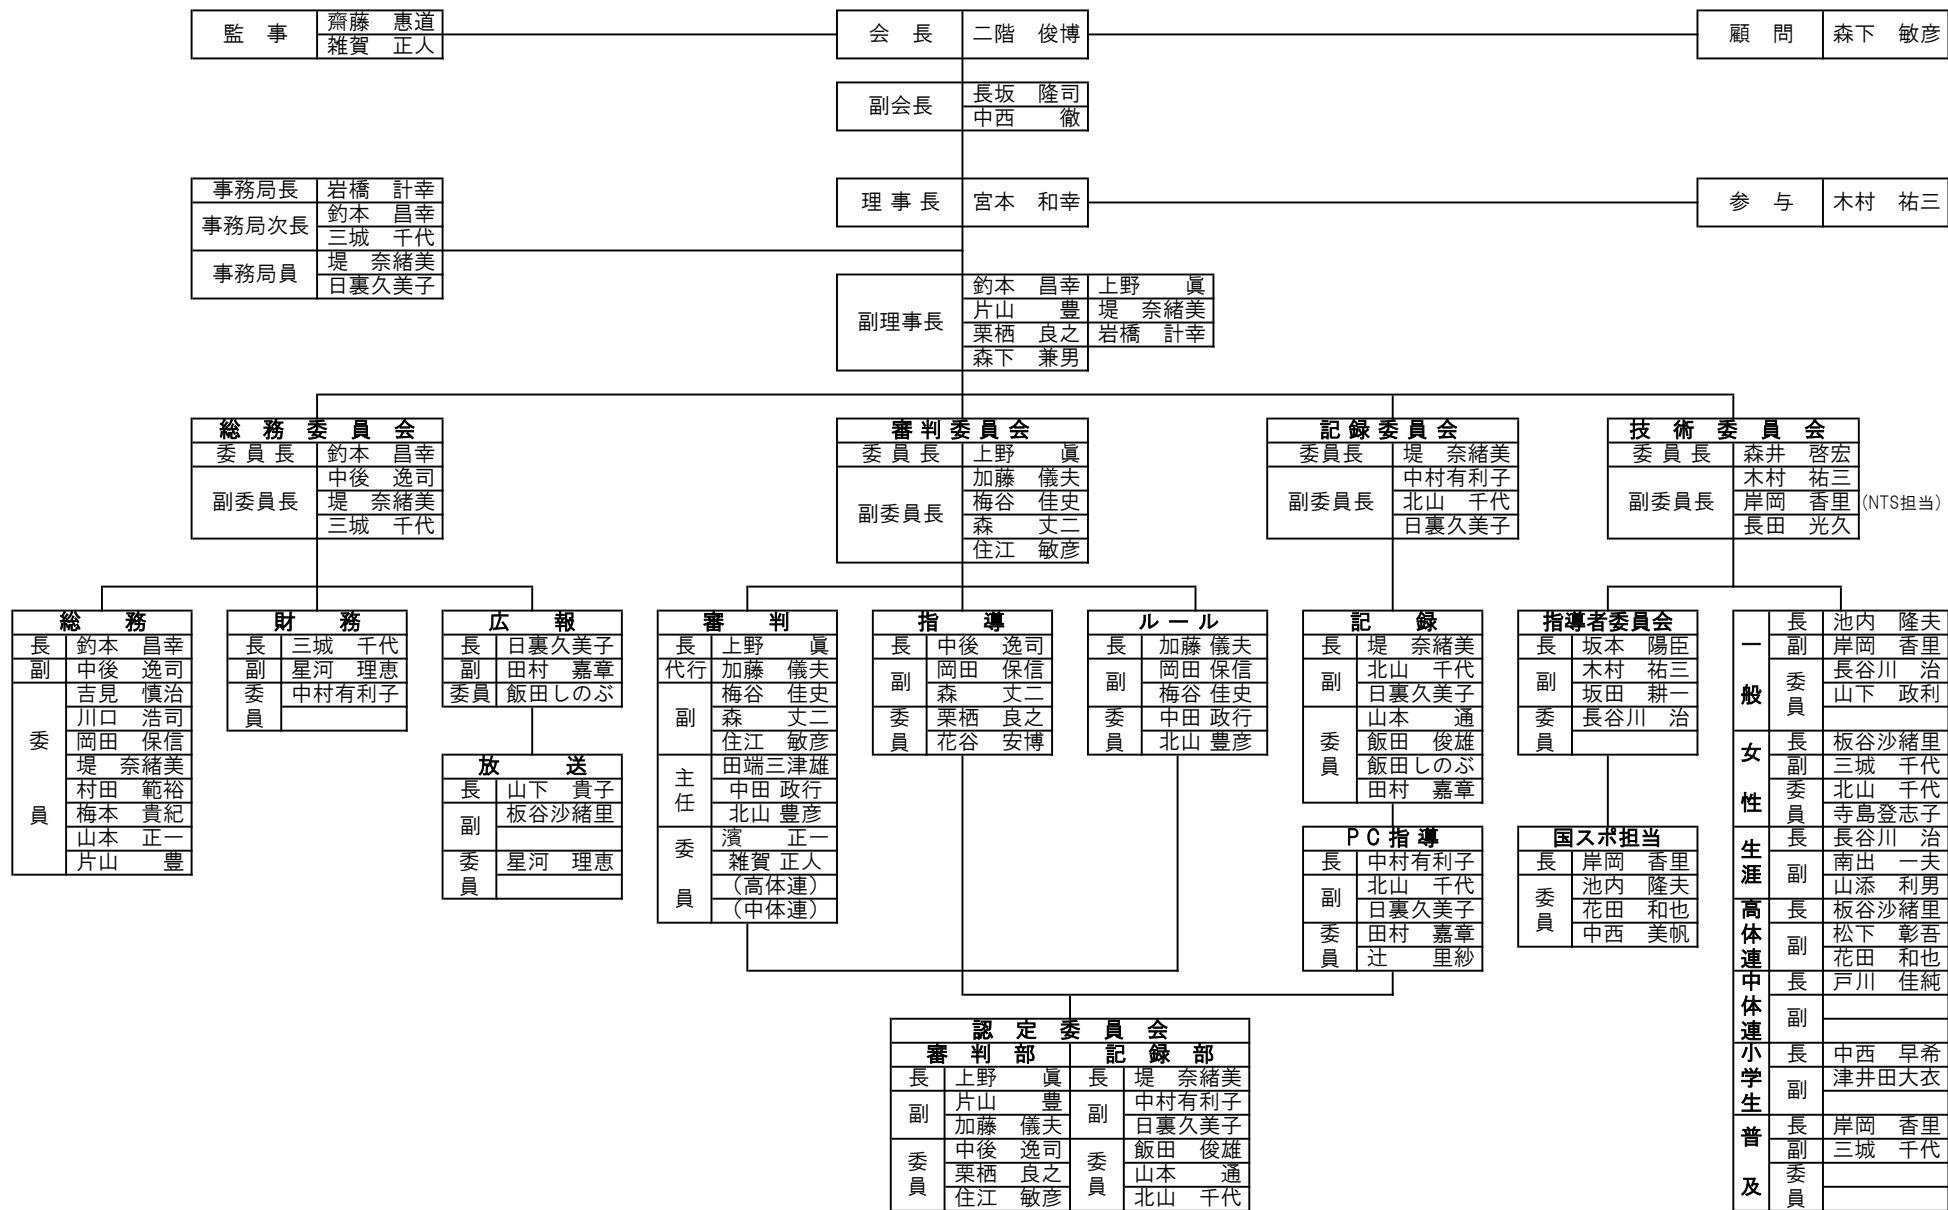 監　事　齋藤　惠道
雑賀　正人
会　長　二階　俊博
顧　問　森下　敏彦
副会長　長坂　隆司
中西　　徹
事務局長　岩橋　計幸
事務局次長　釣本　昌幸
三城　千代
事務局員　堤　奈緒美
日裏久美子
理 事 長　宮本　和幸
参　与　木村　祐三
副理事長　釣本　昌幸　上野　　眞
片山　　豊　堤　奈緒美
栗栖　良之　岩橋　計幸
森下　兼男
総　務　委　員　会
委 員 長　釣本　昌幸
副委員長　中後　逸司
堤　奈緒美
三城　千代
審 判 委 員 会
委 員 長　上野　　眞
副委員長　加藤　儀夫
梅谷　佳史
森　　丈二
住江　敏彦
記 録 委 員 会
委員長　堤　奈緒美
副委員長　中村有利子
北山　千代
日裏久美子
技　術　委　員　会
委 員 長　森井　啓宏
副委員長　木村　祐三
岸岡　香里　(NTS担当)
長田　光久
総　　務
長　釣本　昌幸
副　中後　逸司
委員　吉見　慎治
川口　浩司
岡田　保信
堤　奈緒美
村田　範裕
梅本　貴紀
山本　正一
片山　　豊
財　　務
長　三城　千代
副　星河　理恵
委員　中村有利子
広　　報
長　日裏久美子
副　田村　嘉章
委員　飯田しのぶ
放　　送
長　山下　貴子
副　板谷沙緒里
委員　星河　理恵
審　　判
長　上野　　眞
代行　加藤　儀夫
副　梅谷　佳史
森　　丈二
住江　敏彦
主任　田端三津雄
中田 政行
北山 豊彦
委員　濱　　正一
雑賀 正人
（高体連）
（中体連）
指　　導
長　中後　逸司
副　岡田　保信
森　　丈二
委員　栗栖　良之
花谷　安博
ル ー ル
長　加藤 儀夫
副　岡田 保信
梅谷 佳史
委員　中田 政行
北山 豊彦
記　　録
長　堤　奈緒美
副　北山　千代
日裏久美子
委員　山本　　通
飯田　俊雄
飯田しのぶ
田村　嘉章
ＰＣ指 導
長　中村有利子
副　北山　千代
日裏久美子
委員　田村　嘉章
辻　　里紗
指導者委員会
長　坂本　陽臣
副　木村　祐三
坂田　耕一
委員　長谷川　治
国スポ担当
長　岸岡　香里
委員　池内　隆夫
花田　和也
中西　美帆
一般　長　池内　隆夫
副　岸岡　香里
委員　長谷川　治
山下　政利
女性　長　板谷沙緒里
副　三城　千代
委員　北山　千代
寺島登志子
生涯　長　長谷川　治
副　南出　一夫
山添　利男
高体連　長　板谷沙緒里
副　松下　彰吾
花田　和也
中体連　長　戸川　佳純
副
小学生　長　中西　早希
副　津井田大衣
普及　長　岸岡　香里
副　三城　千代
委員
認　定　委　員　会
審　判　部　記　録　部
長　上野　　眞　長　堤　奈緒美
副　片山　　豊　副　中村有利子
加藤　儀夫　日裏久美子
委員　中後　逸司　委員　飯田　俊雄
栗栖　良之　山本　　通
住江　敏彦　北山　千代